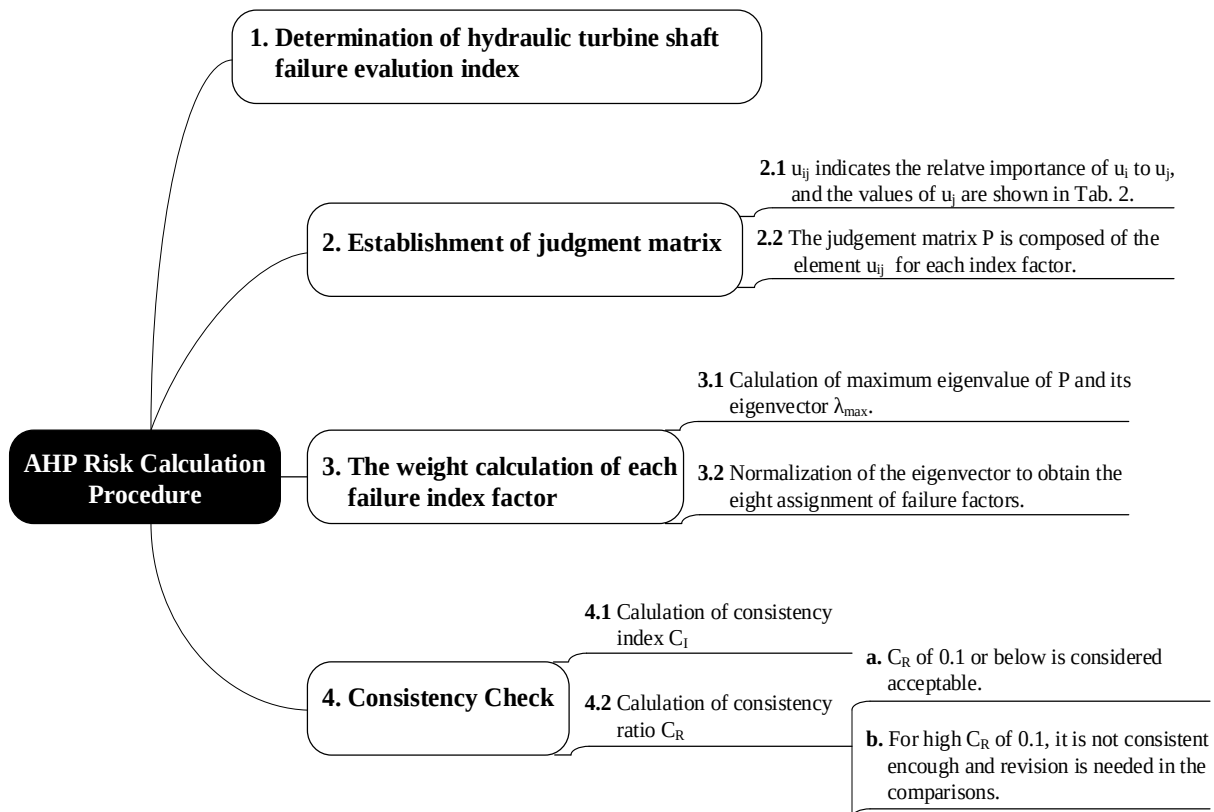 1. Determination of hydraulic turbine shaft
failure evalution index
2.1 uij indicates the relatve importance of ui to uj,
and the values of uj are shown in Tab. 2.
2. Establishment of judgment matrix
2.2 The judgement matrix P is composed of the
element uij for each index factor.
3.1 Calulation of maximum eigenvalue of P and its
eigenvector λmax.
AHP Risk Calculation
Procedure
3. The weight calculation of each
failure index factor
3.2 Normalization of the eigenvector to obtain the
eight assignment of failure factors.
4.1 Calulation of consistency
index CI
4. Consistency Check
4.2 Calulation of consistency
ratio CR
a. CR of 0.1 or below is considered
acceptable.
b. For high CR of 0.1, it is not consistent
encough and revision is needed in the
comparisons.